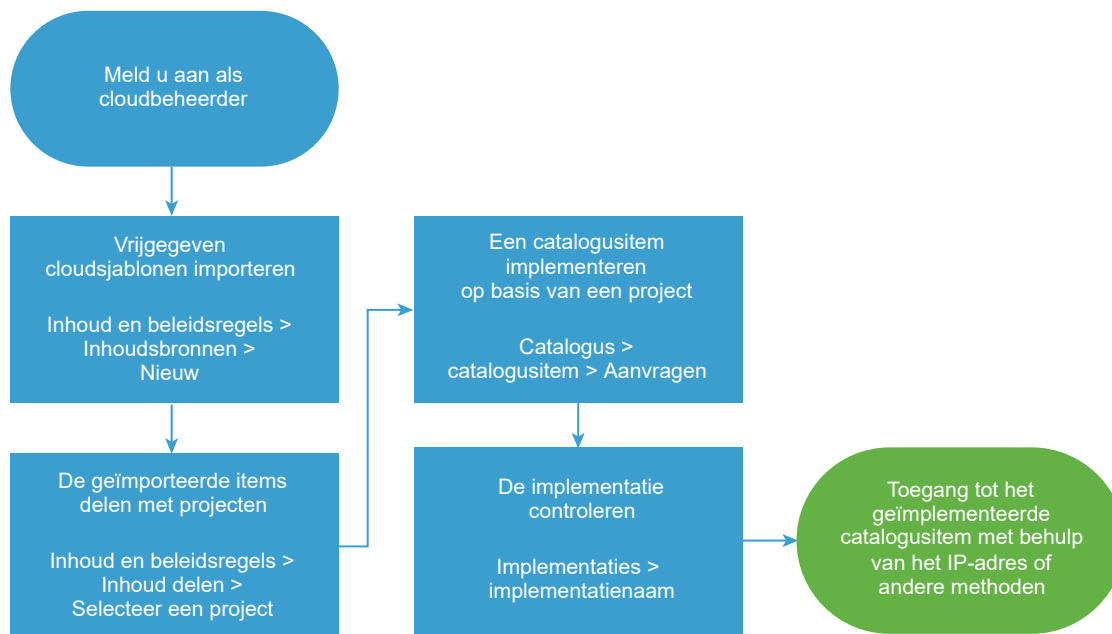 Meld u aan als
cloudbeheerder
Vrijgegeven
cloudsjablonen importeren
Inhoud en beleidsregels >
Inhoudsbronnen >
Nieuw
De geïmporteerde items
delen met projecten
Inhoud en beleidsregels >
Inhoud delen >
Selecteer een project
Een catalogusitem
implementeren
op basis van een project
Catalogus >
catalogusitem > Aanvragen
De implementatie
controleren
Implementaties >
implementatienaam
Toegang tot het
geïmplementeerde
catalogusitem met behulp
van het IP-adres of
andere methoden